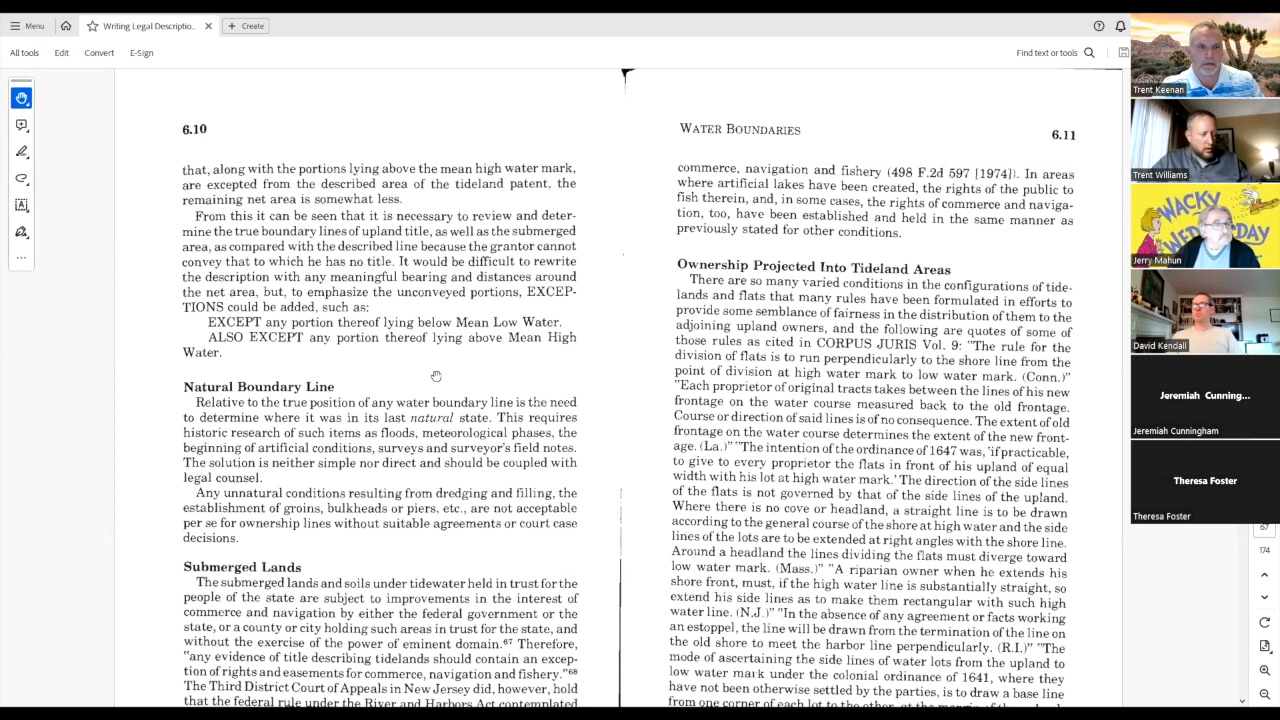 Menu
Writing Legal Descriptio...
Create
All tools
Edit
Convert
E-Sign
Find text or tools
6.10
that, along with the portions lying above the mean high water mark,
are excepted from the described area of the tideland patent, the
remaining net area is somewhat less.
From this it can be seen that it is necessary to review and deter-
mine the true boundary lines of upland title, as well as the submerged
area, as compared with the described line because the grantor cannot
convey that to which he has no title. It would be difficult to rewrite
the description with any meaningful bearing and distances around
the net area, but, to emphasize the unconveyed portions, EXCEP-
TIONS could be added, such as:
EXCEPT any portion thereof lying below Mean Low Water.
ALSO EXCEPT any portion thereof lying above Mean High
Water.
Natural Boundary Line
Relative to the true position of any water boundary line is the need
to determine where it was in its last natural state. This requires
historic research of such items as floods, meteorological phases, the
beginning of artificial conditions, surveys and surveyor's field notes.
The solution is neither simple nor direct and should be coupled with
legal counsel.
Any unnatural conditions resulting from dredging and filling, the
establishment of groins, bulkheads or piers, etc., are not acceptable
per se for ownership lines without suitable agreements or court case
decisions.
Submerged Lands
The submerged lands and soils under tidewater held in trust for the
people of the state are subject to improvements in the interest of
commerce and navigation by either the federal government or the
state, or a county or city holding such areas in trust for the state, and
without the exercise of the power of eminent domain.67 Therefore,
"any evidence of title describing tidelands should contain an excep-
tion of rights and easements for commerce, navigation and fishery."68
The Third District Court of Appeals in New Jersey did, however, hold
that the federal rule under the River and Harbors Act contemplated
WATER BOUNDARIES
6.11
commerce, navigation and fishery (498 F.2d 597 [1974]). In areas
where artificial lakes have been created, the rights of the public to
fish therein, and, in some cases, the rights of commerce and naviga-
tion, too, have been established and held in the same manner as
previously stated for other conditions.
Ownership Projected Into Tideland Areas
There are so many varied conditions in the configurations of tide-
lands and flats that many rules have been formulated in efforts to
provide some semblance of fairness in the distribution of them to the
adjoining upland owners, and the following are quotes of some of
those rules as cited in CORPUS JURIS Vol. 9: "The rule for the
division of flats is to run perpendicularly to the shore line from the
point of division at high water mark to low water mark. (Conn.)"
"Each proprietor of original tracts takes between the lines of his new
frontage on the water course measured back to the old frontage.
Course or direction of said lines is of no consequence. The extent of old
frontage on the water course determines the extent of the new front-
age. (La.)" "The intention of the ordinance of 1647 was, 'if practicable,
to give to every proprietor the flats in front of his upland of equal
width with his lot at high water mark.' The direction of the side lines
of the flats is not governed by that of the side lines of the upland.
Where there is no cove or headland, a straight line is to be drawn
according to the general course of the shore at high water and the side
lines of the lots are to be extended at right angles with the shore line.
Around a headland the lines dividing the flats must diverge toward
low water mark. (Mass.)" "A riparian owner when he extends his
shore front, must, if the high water line is substantially straight, so
extend his side lines as to make them rectangular with such high
water line. (N.J.)" "In the absence of any agreement or facts working
an estoppel, the line will be drawn from the termination of the line on
the old shore to meet the harbor line perpendicularly. (R.I.)" "The
mode of ascertaining the side lines of water lots from the upland to
low water mark under the colonial ordinance of 1641, where they
have not been otherwise settled by the parties, is to draw a base line
from one corner of each lot to the other, at the margin of the
Trent Keenan
Trent Williams
WACKY
WEDNESDAY
Jerry Mahun
David Kendall
Jeremiah Cunning...
Jeremiah Cunningham
Theresa Foster
Theresa Foster
67
174